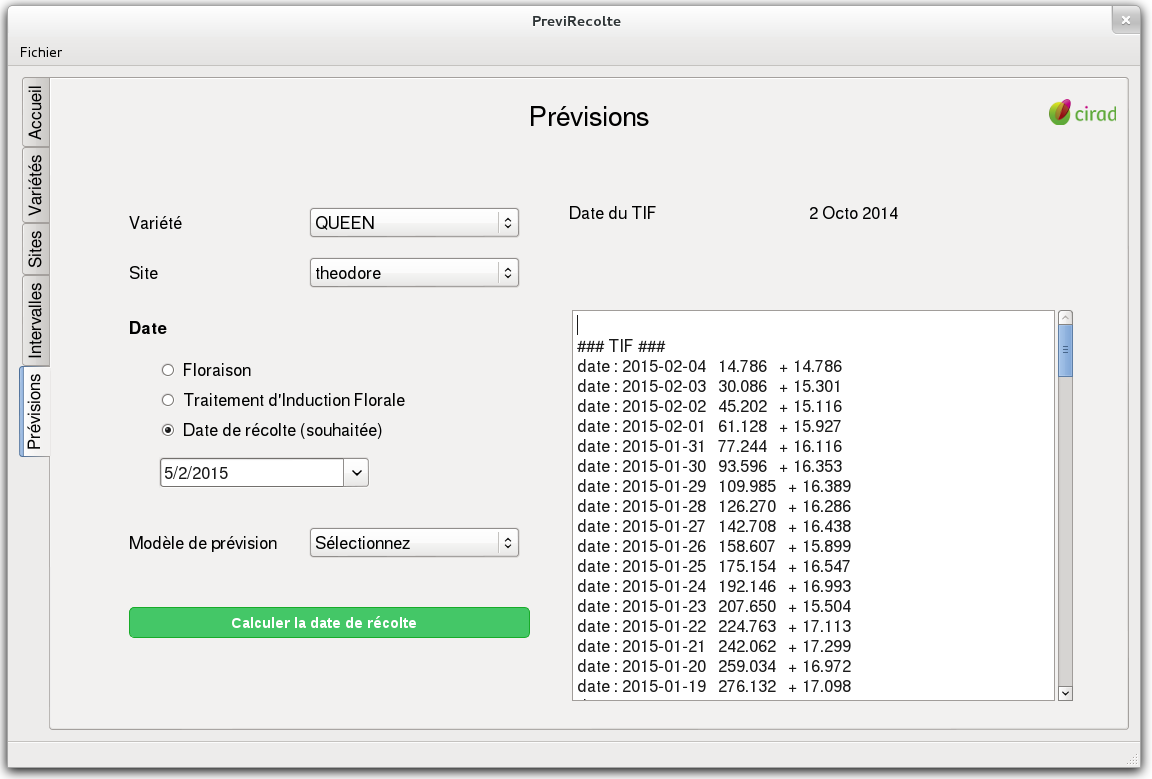 PreviRecolte
Fichier
Accueil
Variétés
Sites
Intervalles
Prévisions
Prévisions
cirad
Variété
QUEEN
Site
theodore
Date
Floraison
Traitement d'Induction Florale
Date de récolte (souhaitée)
5/2/2015
Modèle de prévision
Sélectionnez
Calculer la date de récolte
Date du TIF 2 Octo 2014
### TIF ###
date : 2015-02-04 14.786 + 14.786
date : 2015-02-03 30.086 + 15.301
date : 2015-02-02 45.202 + 15.116
date : 2015-02-01 61.128 + 15.927
date : 2015-01-31 77.244 + 16.116
date : 2015-01-30 93.596 + 16.353
date : 2015-01-29 109.985 + 16.389
date : 2015-01-28 126.270 + 16.286
date : 2015-01-27 142.708 + 16.438
date : 2015-01-26 158.607 + 15.899
date : 2015-01-25 175.154 + 16.547
date : 2015-01-24 192.146 + 16.993
date : 2015-01-23 207.650 + 15.504
date : 2015-01-22 224.763 + 17.113
date : 2015-01-21 242.062 + 17.299
date : 2015-01-20 259.034 + 16.972
date : 2015-01-19 276.132 + 17.098